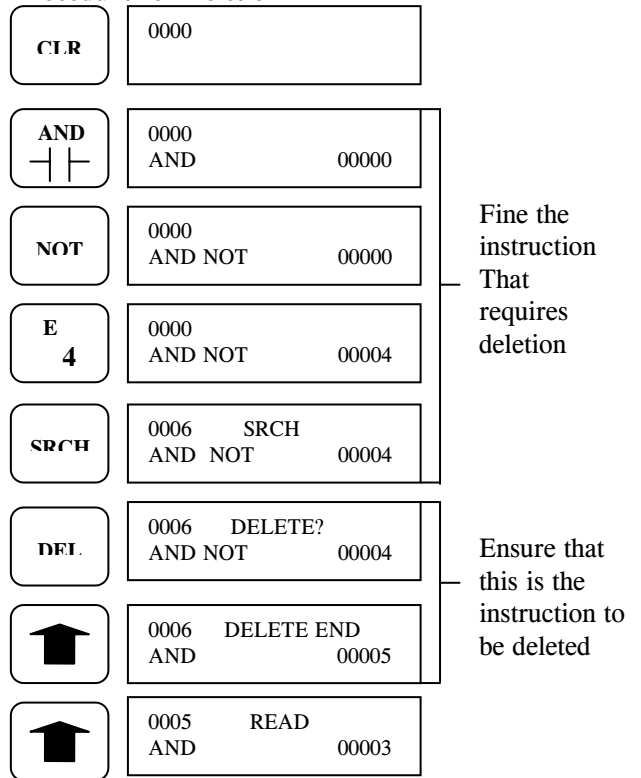 CLR
0000
AND
0000
AND 00000
NOT
0000
AND NOT 00000
E
4
0000
AND NOT 00004
SRCH
0006 SRCH
AND NOT 00004
Fine the
instruction
That
requires
deletion
DEL
0006 DELETE?
AND NOT 00004
0006 DELETE END
AND 00005
Ensure that
this is the
instruction to
be deleted
0005 READ
AND 00003